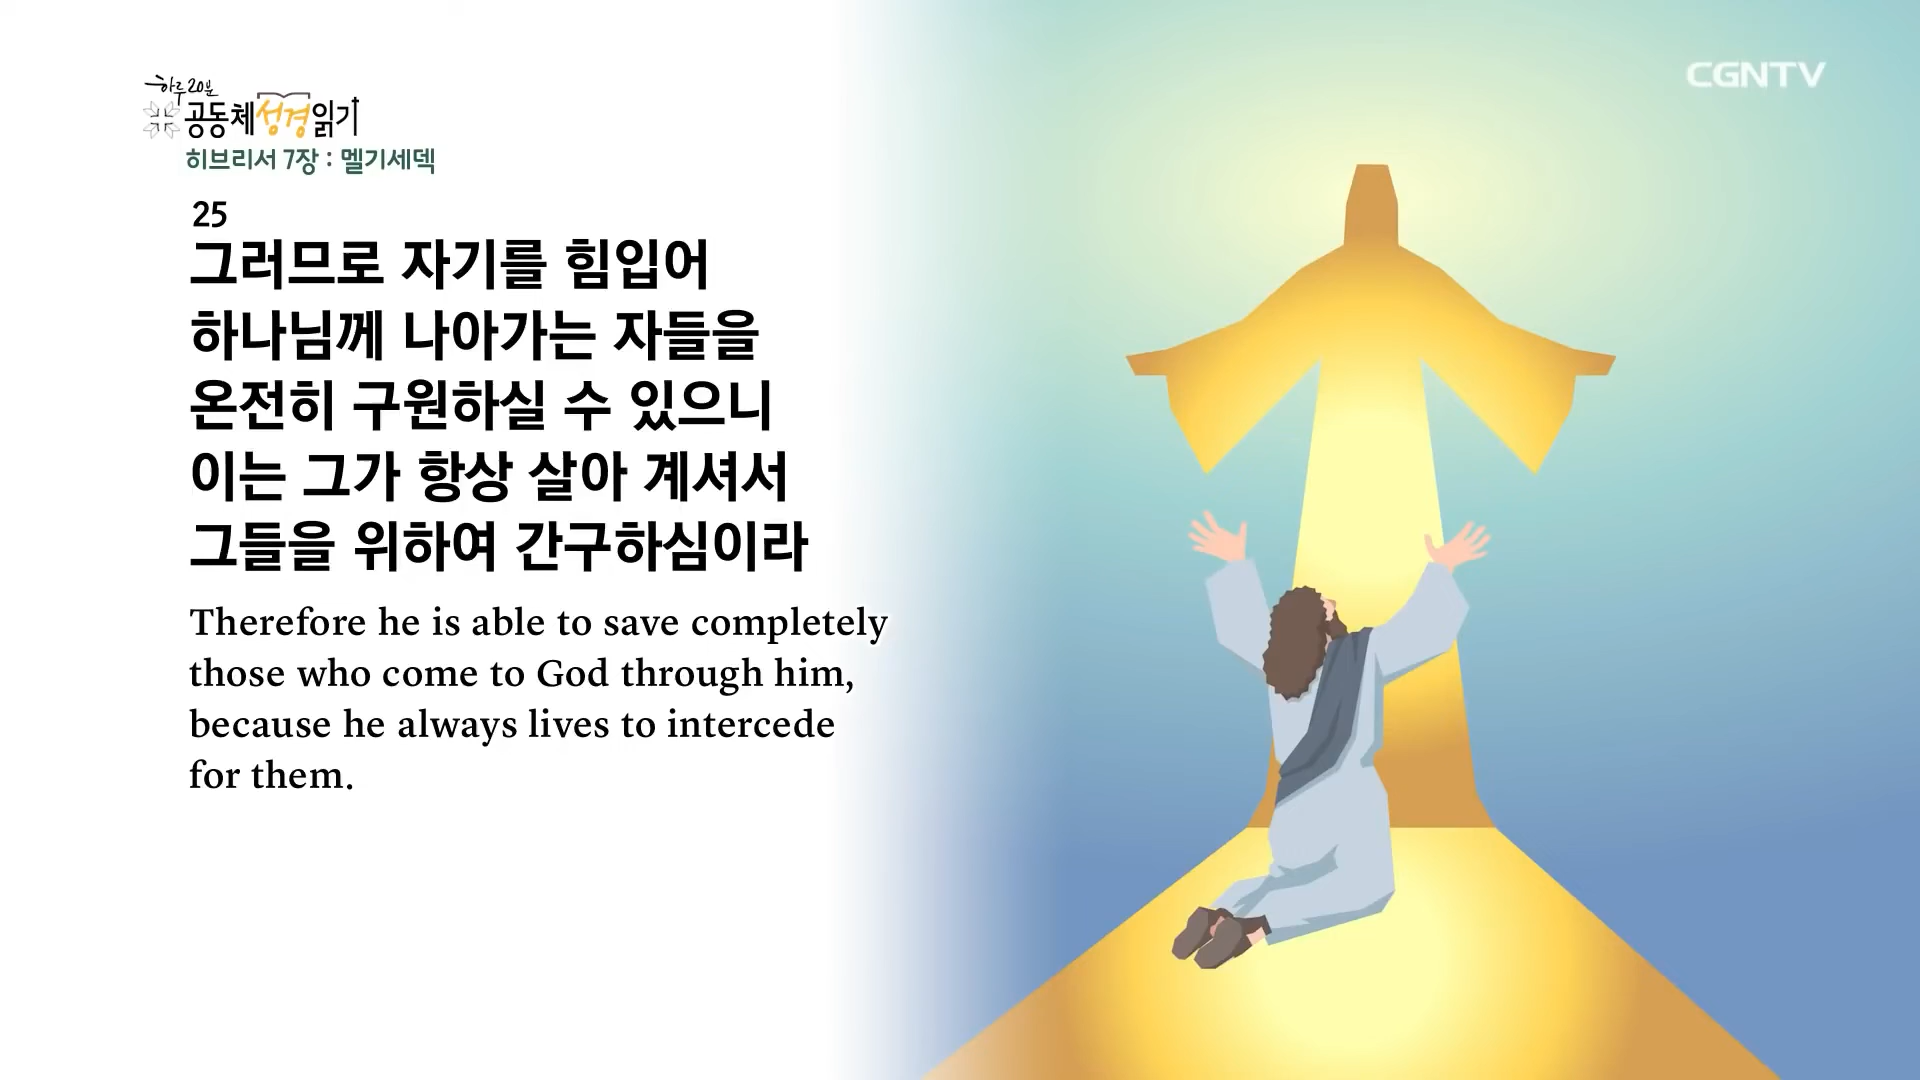 하루 20분
공동체성경읽기
CGNTV
히브리서 7장 : 멜기세덱
25
그러므로 자기를 힘입어
하나님께 나아가는 자들을
온전히 구원하실 수 있으니
이는 그가 항상 살아 계셔서
그들을 위하여 간구하심이라
Therefore he is able to save completely
those who come to God through him,
because he always lives to intercede
for them.